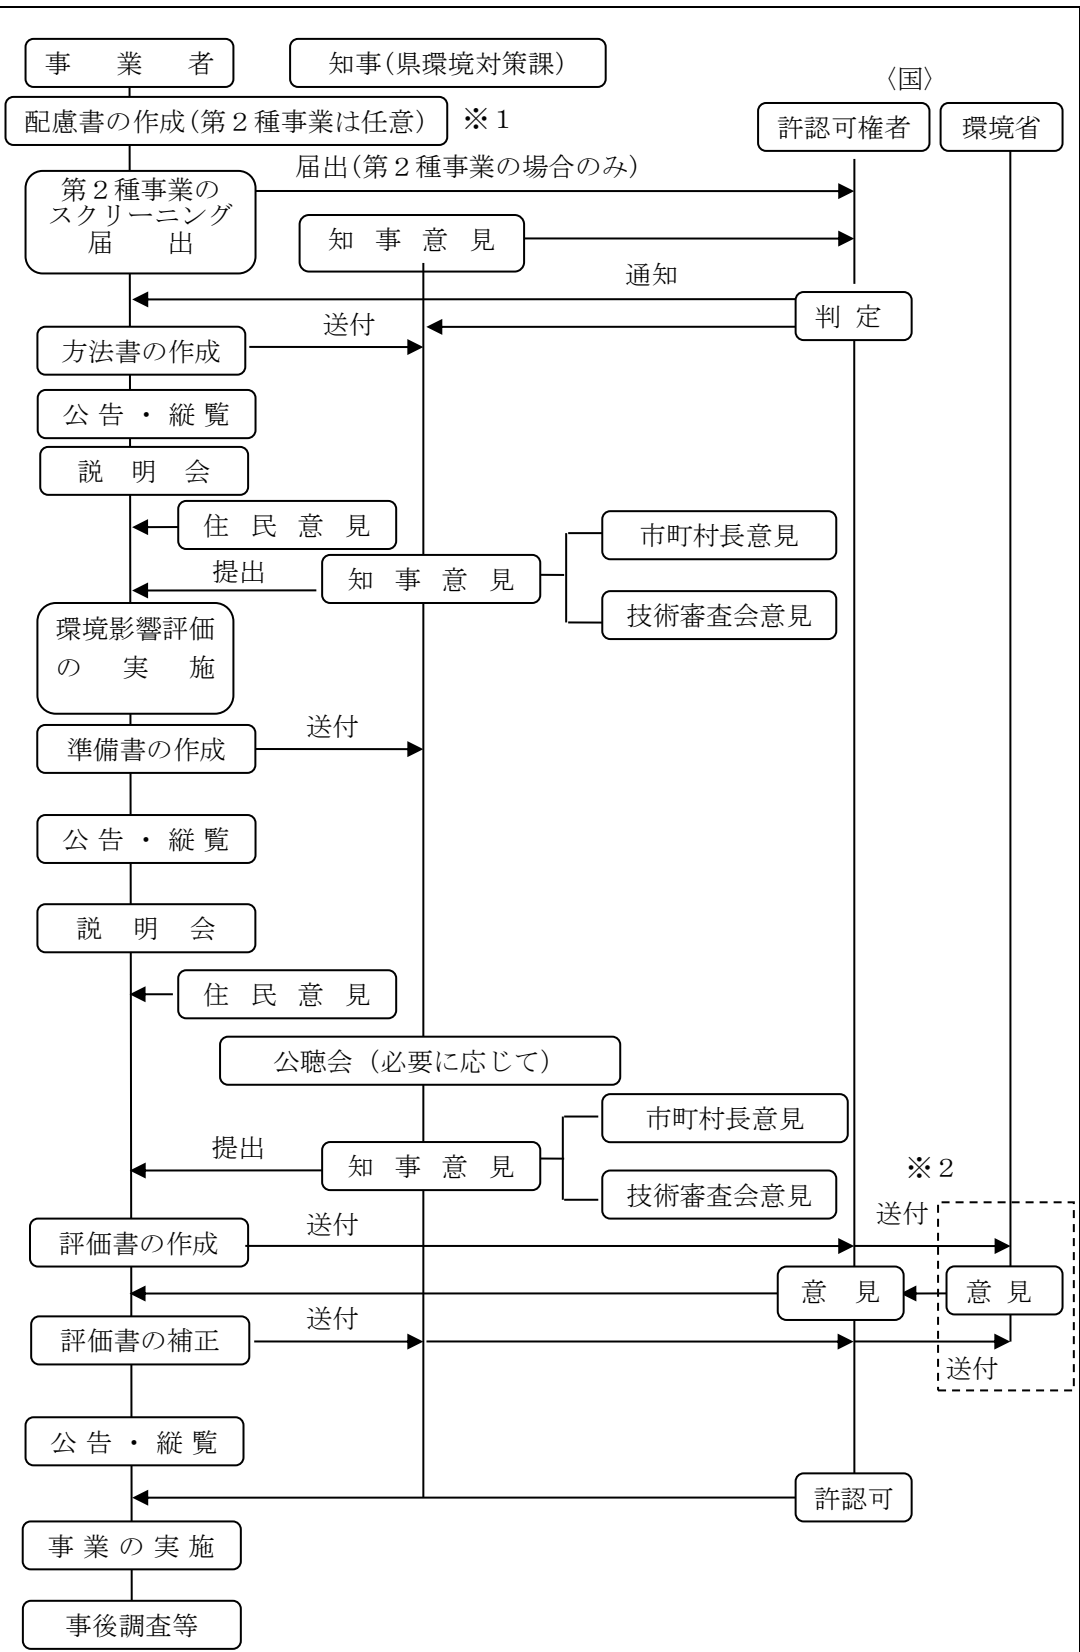 事　業　者
知事(県環境対策課)
〈国〉
配慮書の作成(第２種事業は任意)
※１
許認可権者
環境省
届出(第２種事業の場合のみ)
第２種事業の
スクリーニング
届　　出
知　事　意　見
通知
判　定
送付
方法書の作成
公 告 ・ 縦 覧
説　明　会
住　民　意　見
市町村長意見
提出
知　事　意　見
技術審査会意見
環境影響評価
の　実　施
送付
準備書の作成
公 告 ・ 縦 覧
説　明　会
住　民　意　見
公聴会（必要に応じて）
市町村長意見
提出
知　事　意　見
※２
技術審査会意見
送付
送付
評価書の作成
意　見
意 見
送付
評価書の補正
送付
公 告 ・ 縦 覧
許認可
事 業 の 実 施
事後調査等